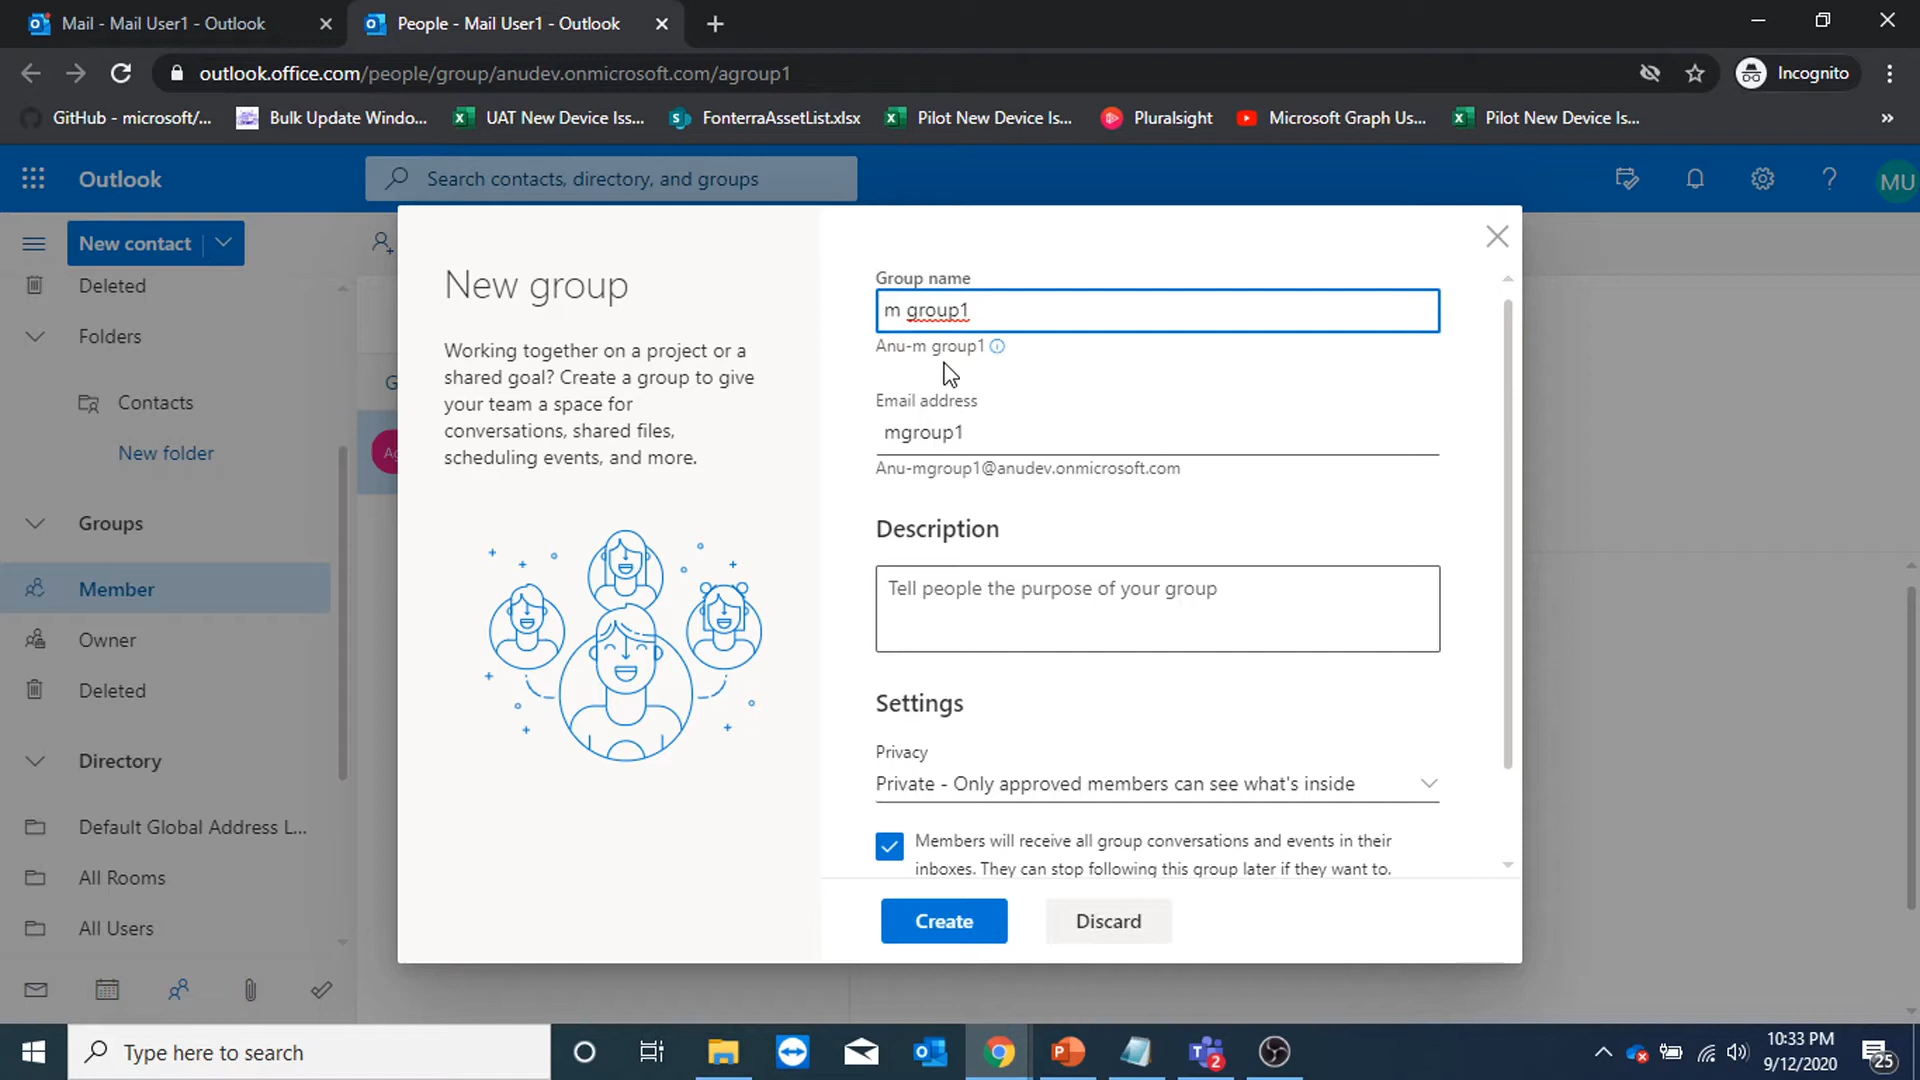 Mail - Mail User1 - Outlook
People - Mail User1 - Outlook
outlook.office.com/people/group/anudev.onmicrosoft.com/agroup1
Incognito
GitHub - microsoft/...
Bulk Update Windo...
UAT New Device Iss...
FonterraAssetList.xlsx
Pilot New Device Is...
Pluralsight
Microsoft Graph Us...
Pilot New Device Is...
»
Outlook
Search contacts, directory, and groups
?
MU
New contact
Deleted
Folders
Contacts
New folder
Groups
Member
Owner
Deleted
Directory
Default Global Address L...
All Rooms
All Users
G
Ag
New group
Working together on a project or a
shared goal? Create a group to give
your team a space for
conversations, shared files,
scheduling events, and more.
Group name
m group1
Anu-m group1
Email address
mgroup1
Anu-mgroup1@anudev.onmicrosoft.com
Description
Tell people the purpose of your group
Settings
Privacy
Private - Only approved members can see what's inside
Members will receive all group conversations and events in their
inboxes. They can stop following this group later if they want to.
Create
Discard
Type here to search
2
10:33 PM
9/12/2020
25